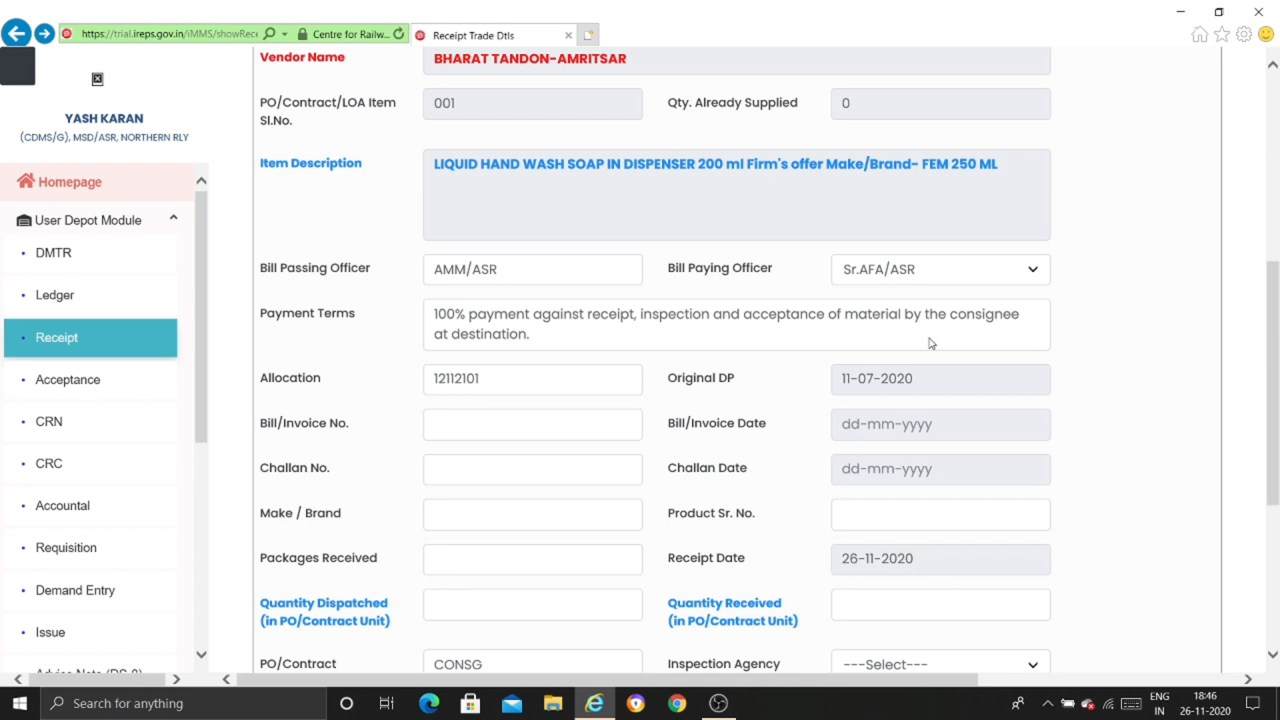 https://trial.ireps.gov.in/iMMS/showRece
Centre for Railw...
Receipt Trade Dtls
Vendor Name
BHARAT TANDON-AMRITSAR
YASH KARAN
(CDMS/G), MSD/ASR, NORTHERN RLY
PO/Contract/LOA Item Sl.No.
001
Qty. Already Supplied
0
Homepage
User Depot Module
DMTR
Ledger
Receipt
Acceptance
CRN
CRC
Accountal
Requisition
Demand Entry
Issue
Item Description
LIQUID HAND WASH SOAP IN DISPENSER 200 ml Firm's offer Make/Brand- FEM 250 ML
Bill Passing Officer
AMM/ASR
Bill Paying Officer
Sr.AFA/ASR
Payment Terms
100% payment against receipt, inspection and acceptance of material by the consignee
at destination.
Allocation
12112101
Original DP
11-07-2020
Bill/Invoice No.
Bill/Invoice Date
dd-mm-yyyy
Challan No.
Challan Date
dd-mm-yyyy
Make / Brand
Product Sr. No.
Packages Received
Receipt Date
26-11-2020
Quantity Dispatched
(in PO/Contract Unit)
Quantity Received
(in PO/Contract Unit)
PO/Contract
CONSG
Inspection Agency
---Select---
Search for anything
ENG
IN
18:46
26-11-2020